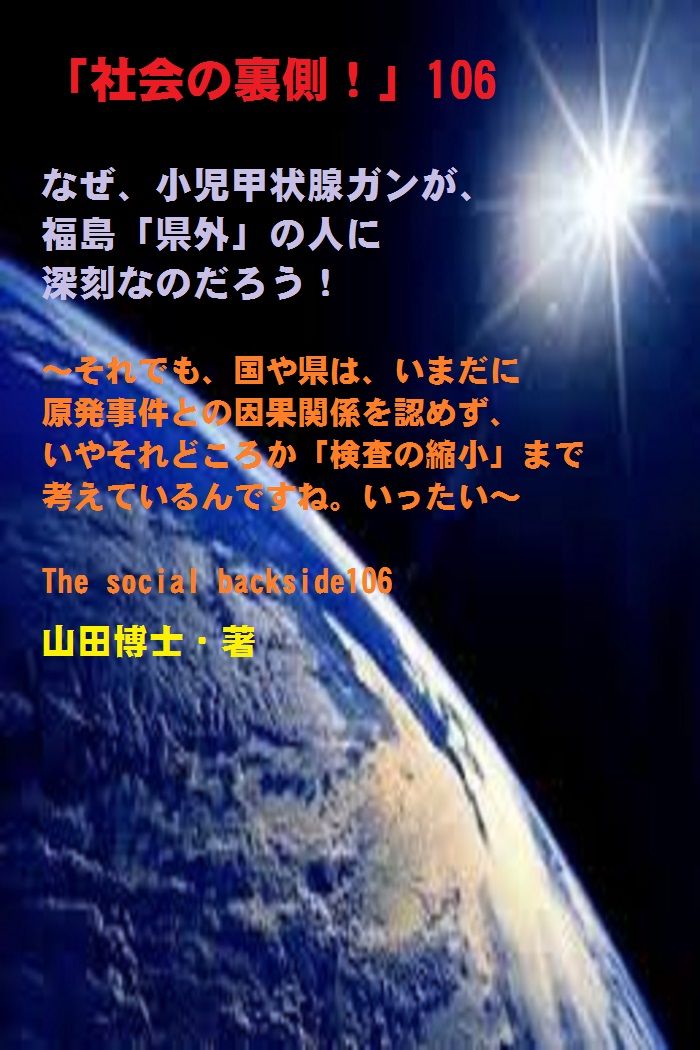 「社会の裏側！」106
なぜ、小児甲状腺ガンが、
福島「県外」の人に
深刻なのだろう！
～それでも、国や県は、いまだに
原発事件との因果関係を認めず、
いやそれどころか「検査の縮小」まで
考えているんですね。いったい～
The social backside106
山田博士・著